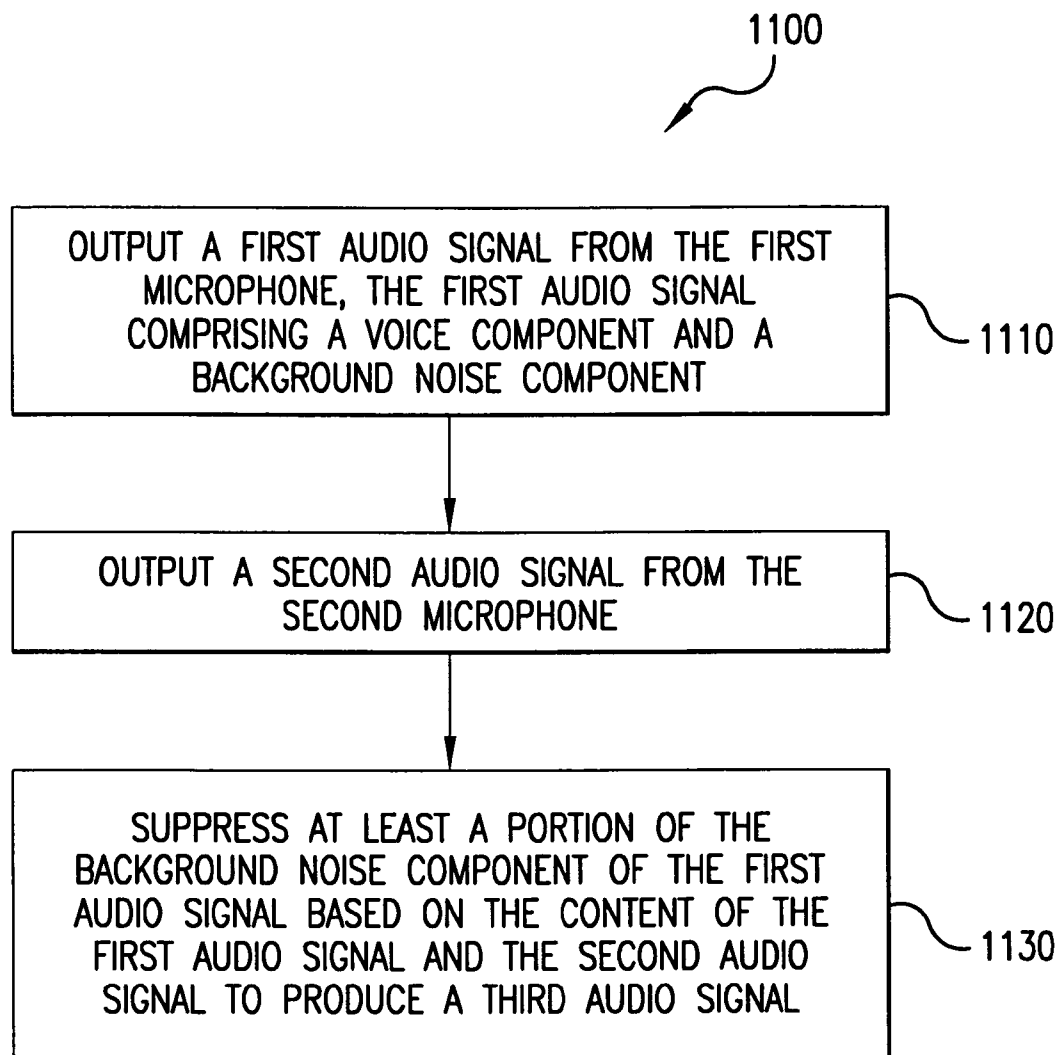 1100
OUTPUT A FIRST AUDIO SIGNAL FROM THE FIRST
MICROPHONE, THE FIRST AUDIO SIGNAL
COMPRISING A VOICE COMPONENT AND A
BACKGROUND NOISE COMPONENT
1110
OUTPUT A SECOND AUDIO SIGNAL FROM THE
SECOND MICROPHONE
1120
SUPPRESS AT LEAST A PORTION OF THE
BACKGROUND NOISE COMPONENT OF THE FIRST
AUDIO SIGNAL BASED ON THE CONTENT OF THE
FIRST AUDIO SIGNAL AND THE SECOND AUDIO
SIGNAL TO PRODUCE A THIRD AUDIO SIGNAL
1130